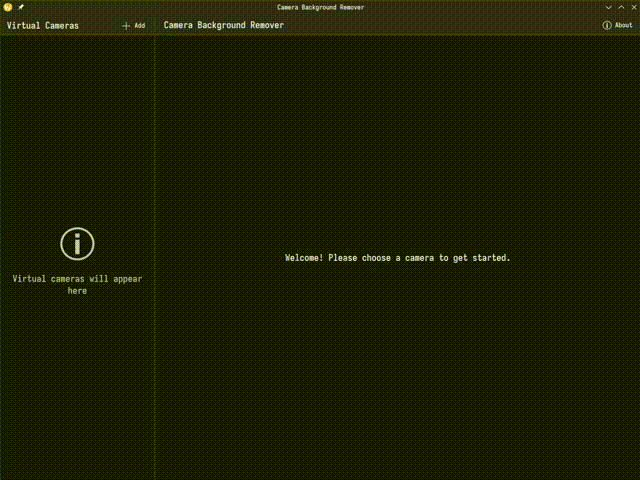 Camera Background Remover
Virtual Cameras
Add
Camera Background Remover
About
Virtual cameras will appear
here
Welcome! Please choose a camera to get started.